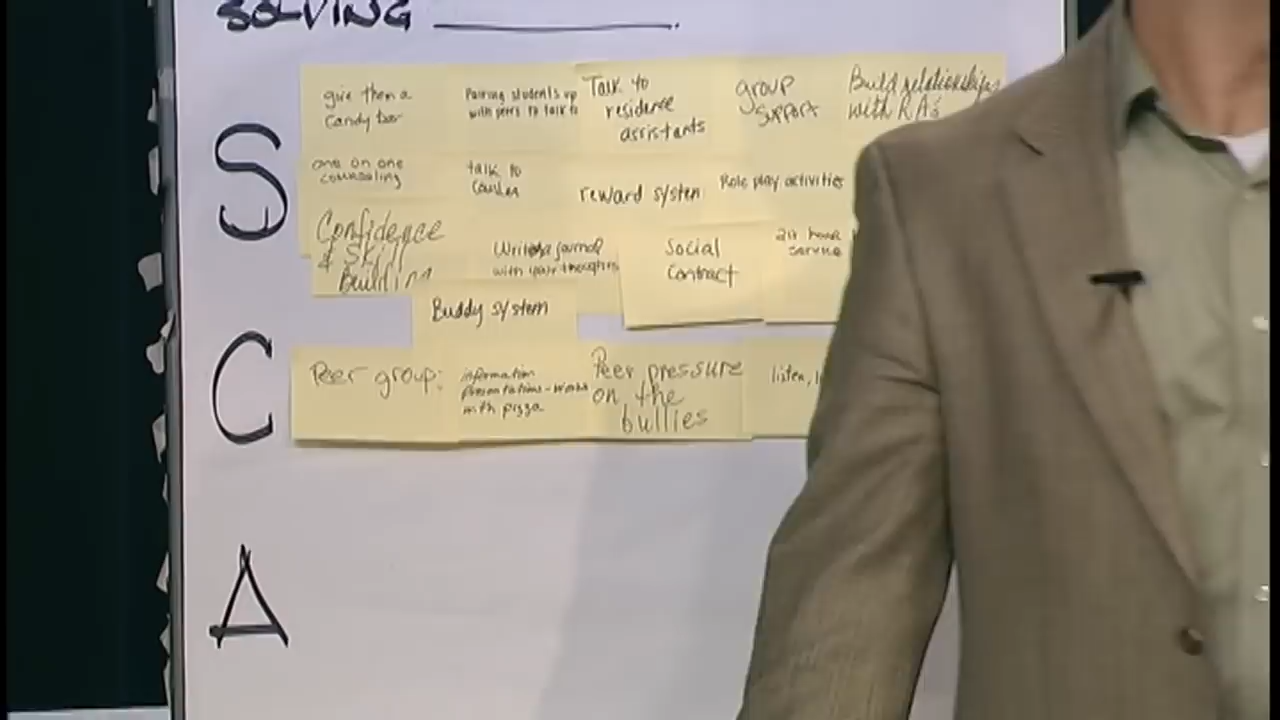 SOLVING
S
give them a
candy bar
Pairing students up
with peers to talk to
Talk to
residence
assistants
group
support
Build relationships
with RA's
one on one
counseling
talk to
reward system
Role play activities
Confidence
& Skill
Building
journal
with your thoughts
Social
Contract
24 hour
service
Buddy system
C
Peer group:
information
presentations -
with pizza
Peer pressure
on the
bullies
listen,
A